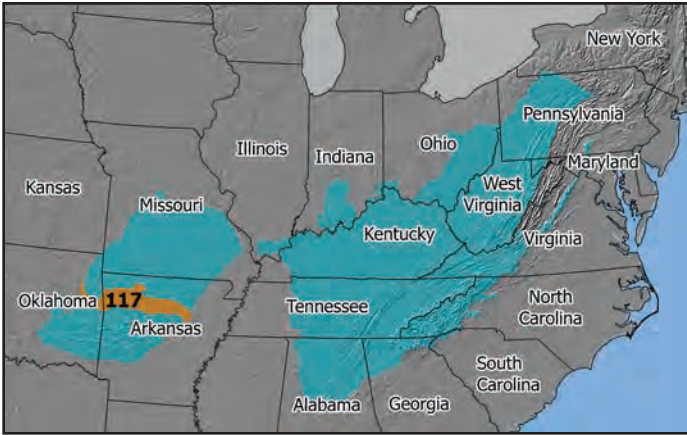 New York
Pennsylvania
Ohio
Illinois
Indiana
Maryland
West
Virginia
Kansas
Missouri
Kentucky
Virginia
Oklahoma
117
Tennessee
North
Carolina
Arkansas
South
Carolina
Alabama
Georgia